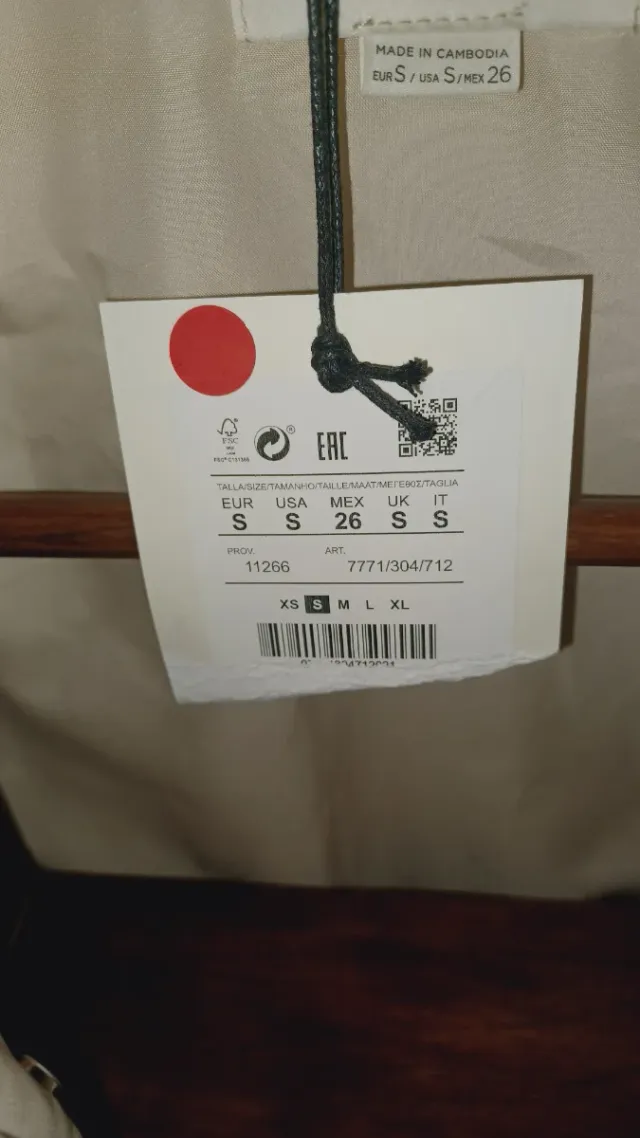 MADE IN CAMBODIA
EUR S / USA S / MEX 26
FSC
®
EAC
TALLA/SIZE/TAMANHO/TAILLE/MAAT/ΜΕΓΕΘΟΣ/TAGLIA
EUR USA MEX UK IT
S S 26 S S
PROV. ART.
11266 7771/304/712
XS S M L XL